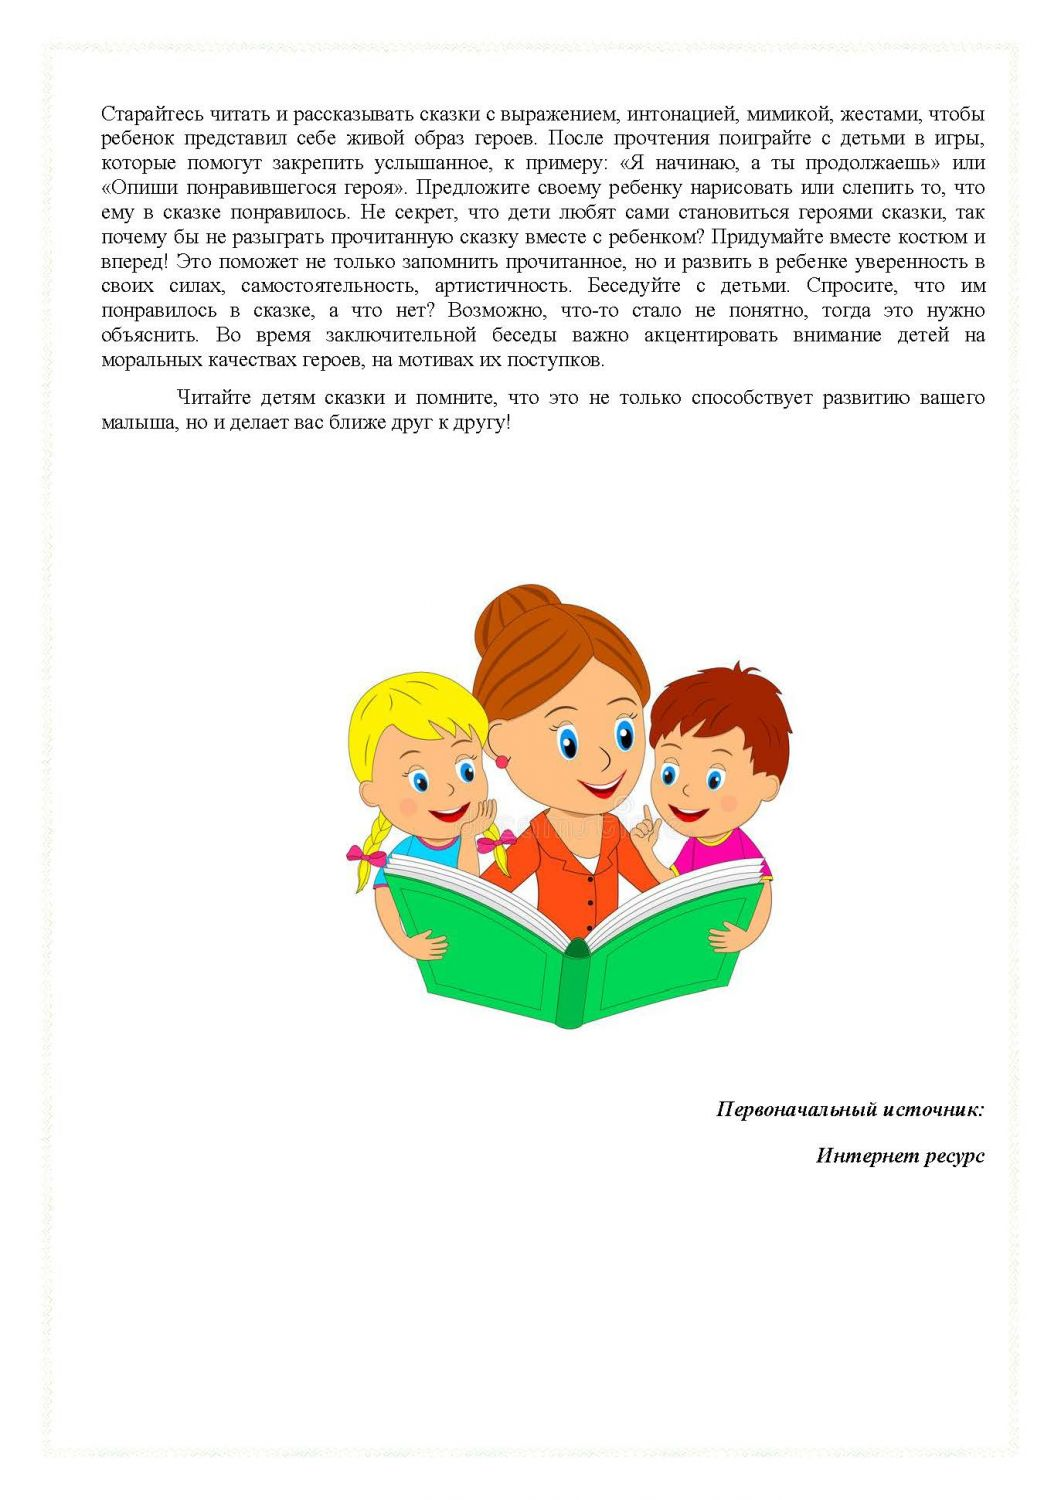 Старайтесь читать и рассказывать сказки с выражением, интонацией, мимикой, жестами, чтобы
ребенок представил себе живой образ героев. После прочтения поиграйте с детьми в игры,
которые помогут закрепить услышанное, к примеру: «Я начинаю, а ты продолжаешь» или
«Опиши понравившегося героя». Предложите своему ребенку нарисовать или слепить то, что
ему в сказке понравилось. Не секрет, что дети любят сами становиться героями сказки, так
почему бы не разыграть прочитанную сказку вместе с ребенком? Придумайте вместе костюм и
вперед! Это поможет не только запомнить прочитанное, но и развить в ребенке уверенность в
своих силах, самостоятельность, артистичность. Беседуйте с детьми. Спросите, что им
понравилось в сказке, а что нет? Возможно, что-то стало не понятно, тогда это нужно
объяснить. Во время заключительной беседы важно акцентировать внимание детей на
моральных качествах героев, на мотивах их поступков.
Читайте детям сказки и помните, что это не только способствует развитию вашего
малыша, но и делает вас ближе друг к другу!
Первоначальный источник:
Интернет ресурс